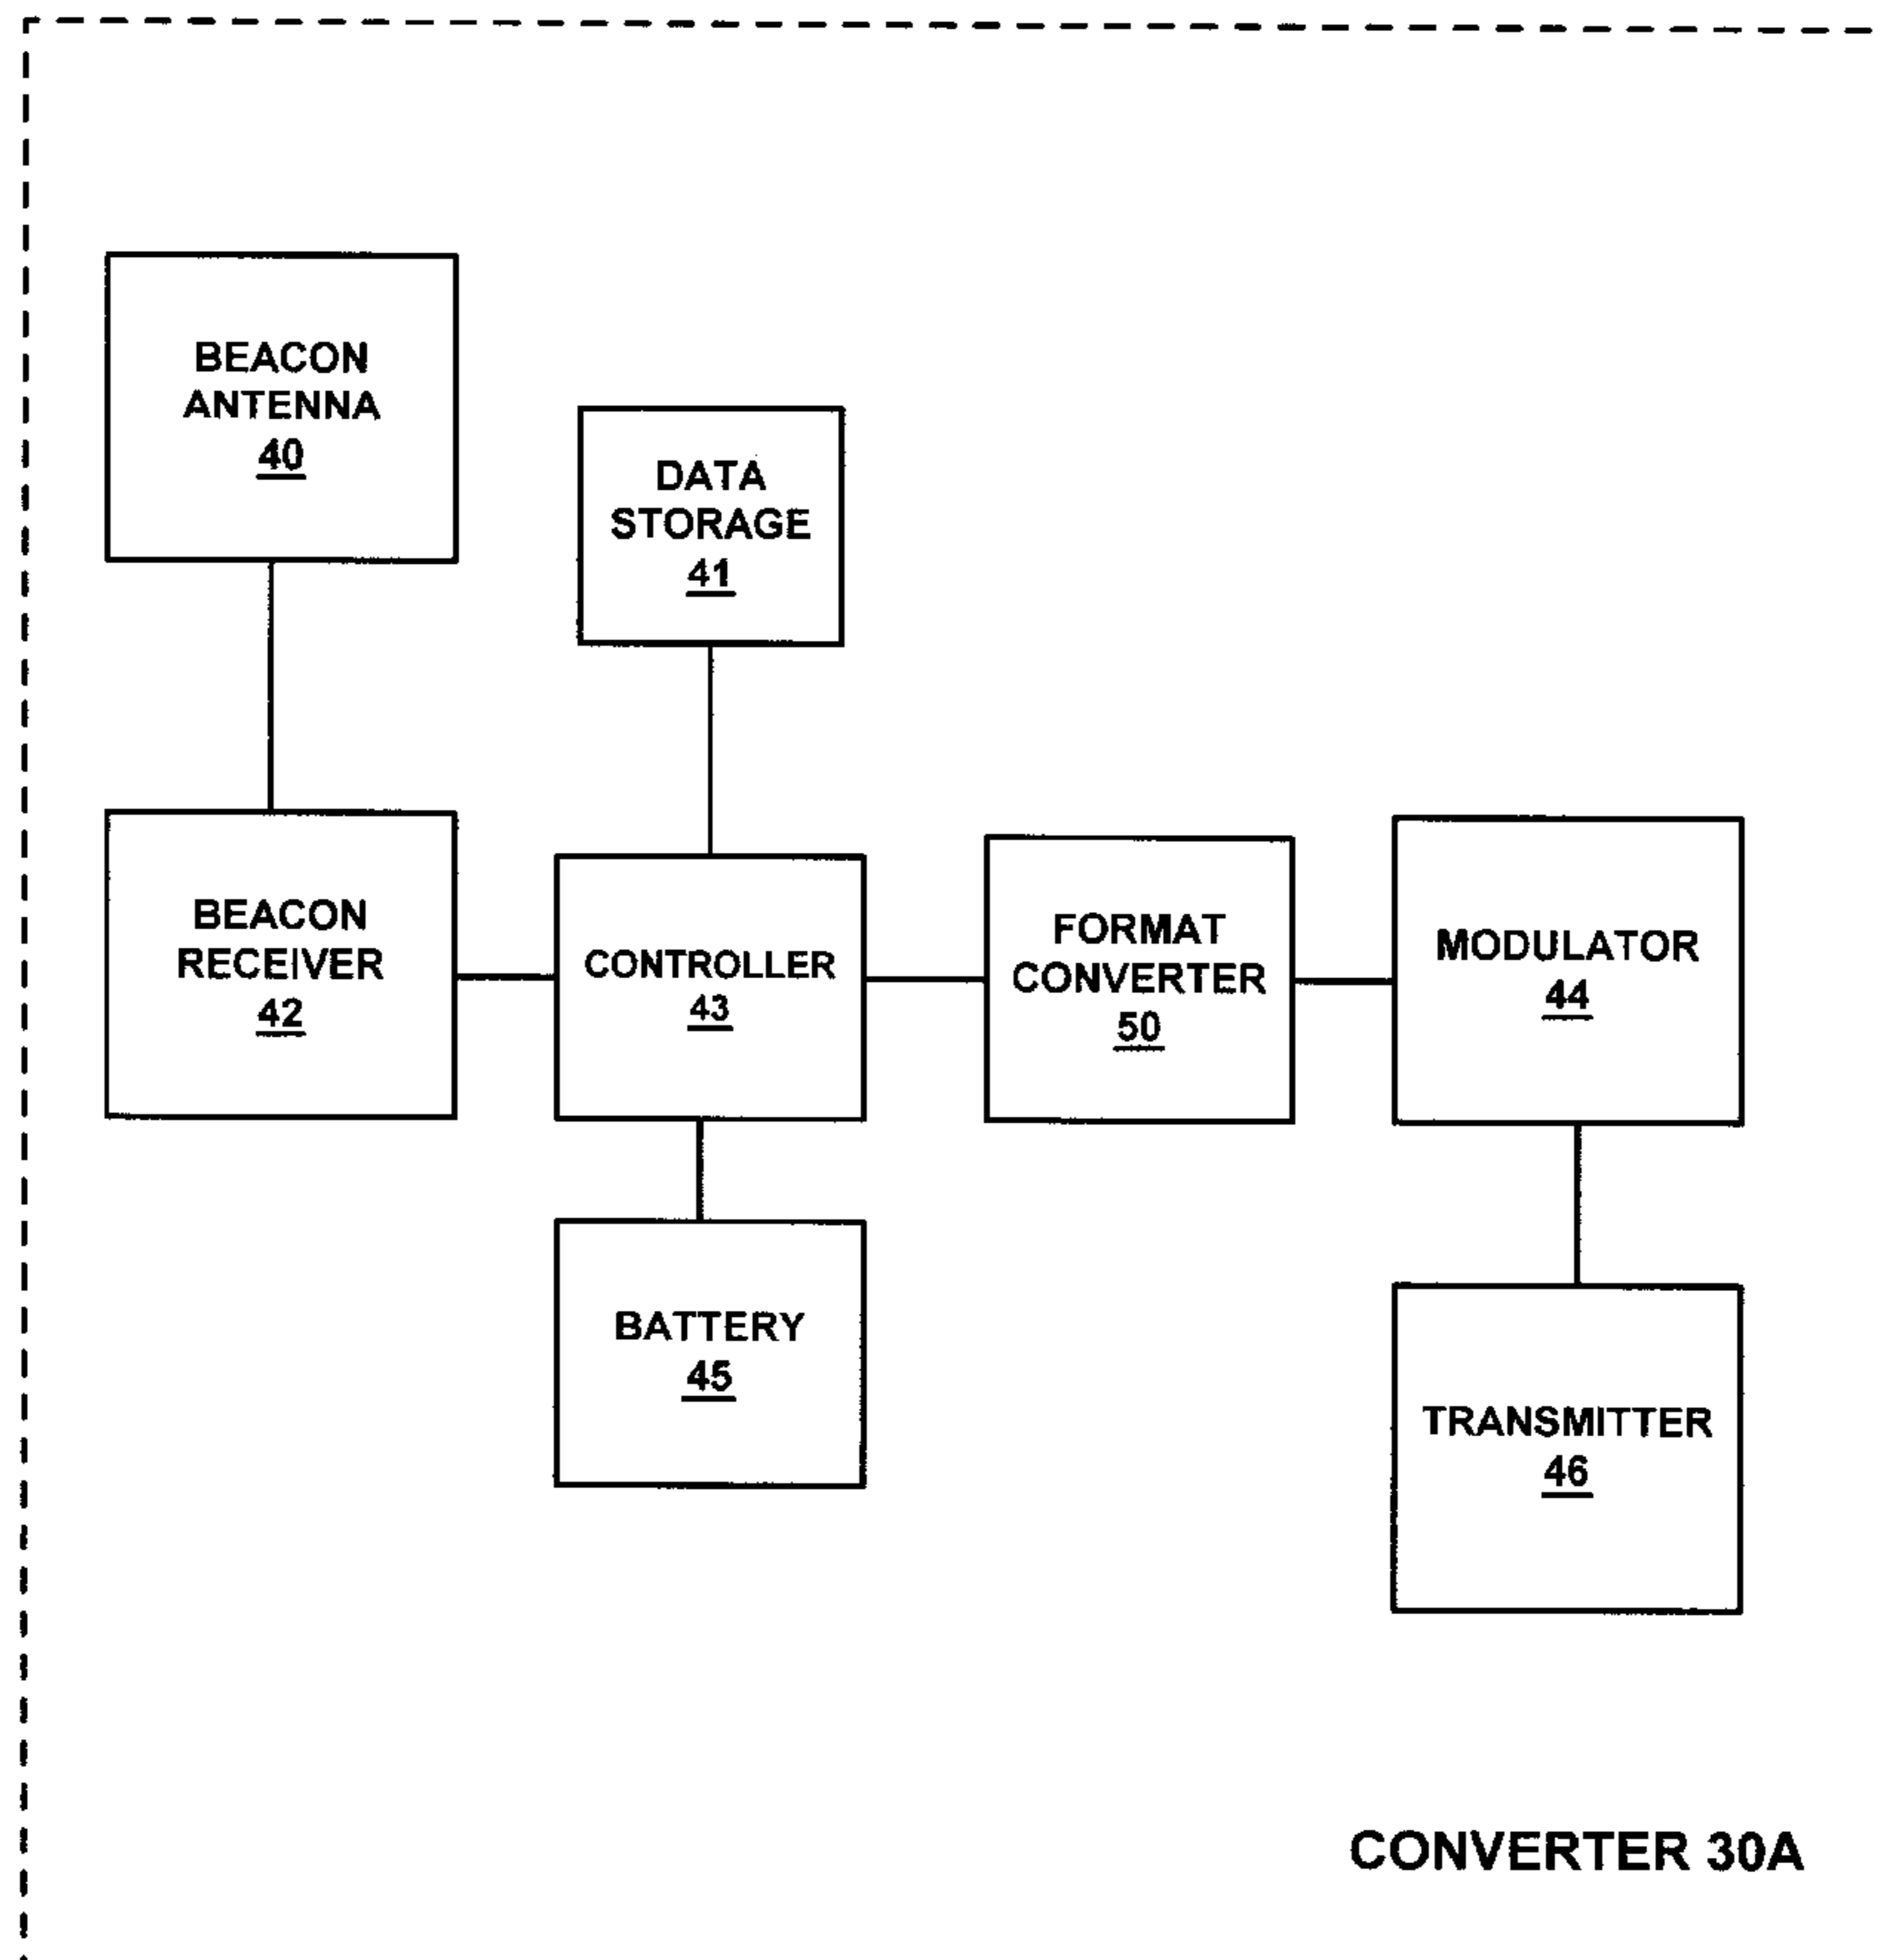 BEACON
ANTENNA
40
DATA
STORAGE
41
BEACON
RECEIVER
42
CONTROLLER
43
FORMAT
CONVERTER
50
MODULATOR
44
BATTERY
45
TRANSMITTER
46
CONVERTER 30A